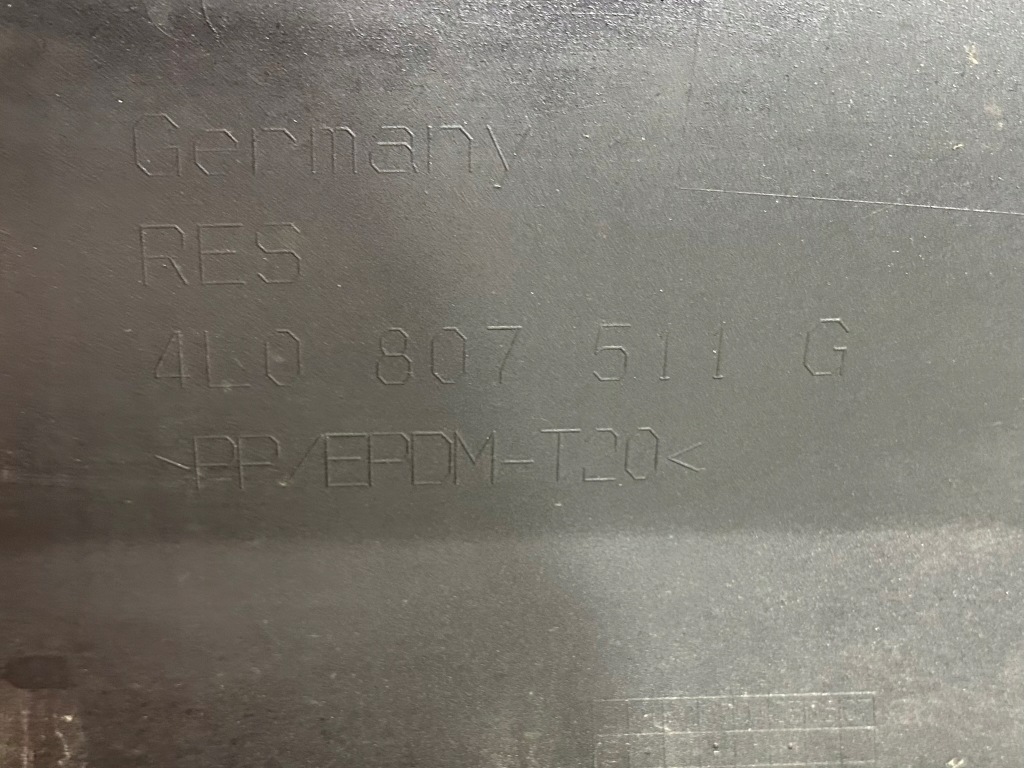 Germany
RES
4L0 807 511 G
>PP/EPDM-T20<